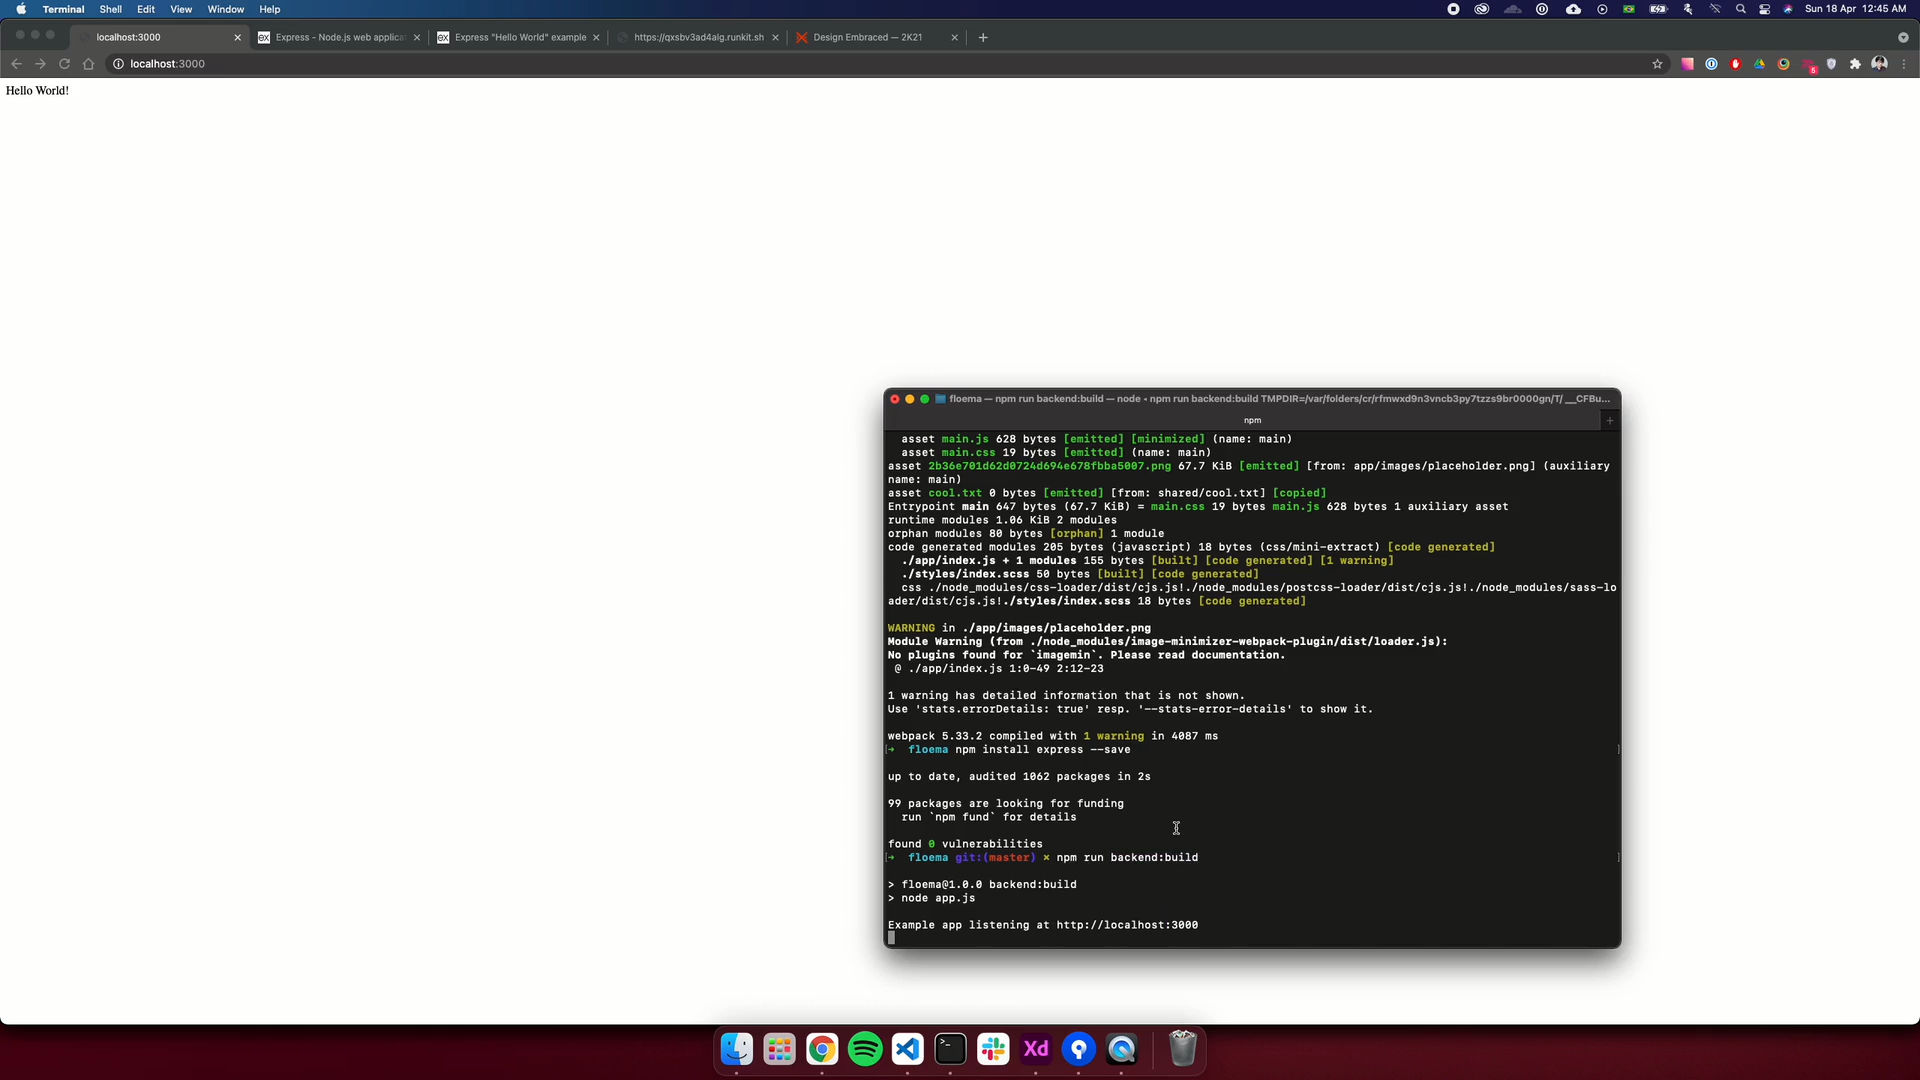 Terminal Shell Edit View Window Help Sun 18 Apr 12:45 AM
localhost:3000 Express - Node.js web applicat Express "Hello World" example https://qxsbv3ad4alg.runkit.sh Design Embraced — 2K21
localhost:3000
Hello World!
floema — npm run backend:build — node ◂ npm run backend:build TMPDIR=/var/folders/cr/rfmwxd9n3vncb3py7tzzs9br0000gn/T/ __CFBu...
npm
asset main.js 628 bytes [emitted] [minimized] (name: main)
asset main.css 19 bytes [emitted] (name: main)
asset 2b36e701d62d0724d694e678fbba5007.png 67.7 KiB [emitted] [from: app/images/placeholder.png] (auxiliary
name: main)
asset cool.txt 0 bytes [emitted] [from: shared/cool.txt] [copied]
Entrypoint main 647 bytes (67.7 KiB) = main.css 19 bytes main.js 628 bytes 1 auxiliary asset
runtime modules 1.06 KiB 2 modules
orphan modules 80 bytes [orphan] 1 module
code generated modules 205 bytes (javascript) 18 bytes (css/mini-extract) [code generated]
./app/index.js + 1 modules 155 bytes [built] [code generated] [1 warning]
./styles/index.scss 50 bytes [built] [code generated]
css ./node_modules/css-loader/dist/cjs.js!./node_modules/postcss-loader/dist/cjs.js!./node_modules/sass-lo
ader/dist/cjs.js!./styles/index.scss 18 bytes [code generated]
WARNING in ./app/images/placeholder.png
Module Warning (from ./node_modules/image-minimizer-webpack-plugin/dist/loader.js):
No plugins found for `imagemin`. Please read documentation.
@ ./app/index.js 1:0-49 2:12-23
1 warning has detailed information that is not shown.
Use 'stats.errorDetails: true' resp. '--stats-error-details' to show it.
webpack 5.33.2 compiled with 1 warning in 4087 ms
[→ floema npm install express --save ]
up to date, audited 1062 packages in 2s
99 packages are looking for funding
run `npm fund` for details
found 0 vulnerabilities
[→ floema git:(master) × npm run backend:build ]
> floema@1.0.0 backend:build
> node app.js
Example app listening at http://localhost:3000
Xd